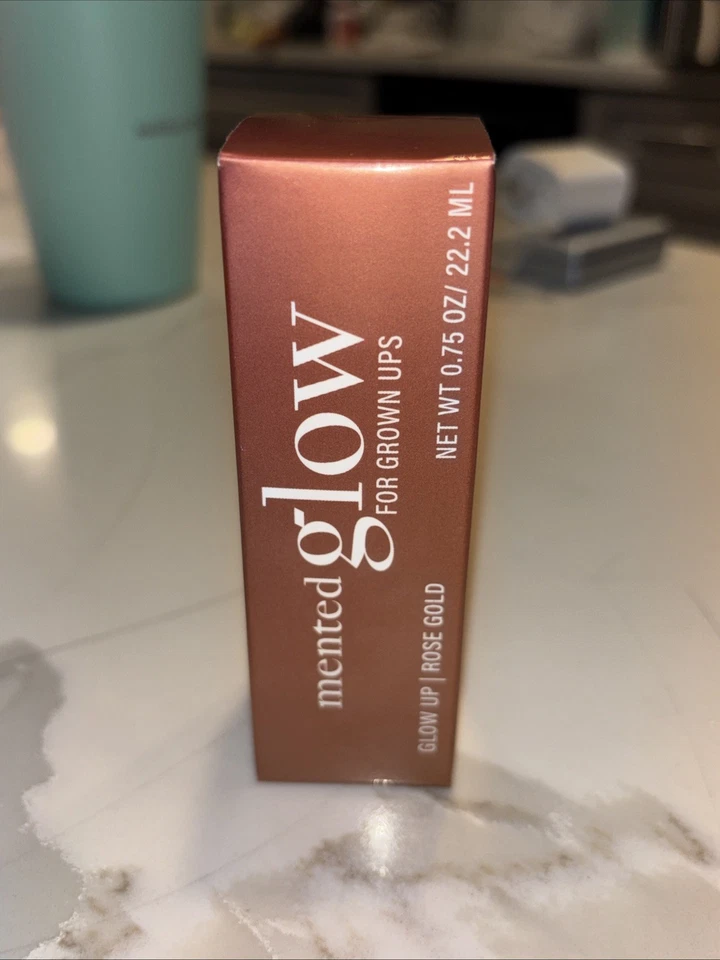 mented glow
FOR GROWN UPS
GLOW UP | ROSE GOLD
NET WT 0.75 OZ/ 22.2 ML